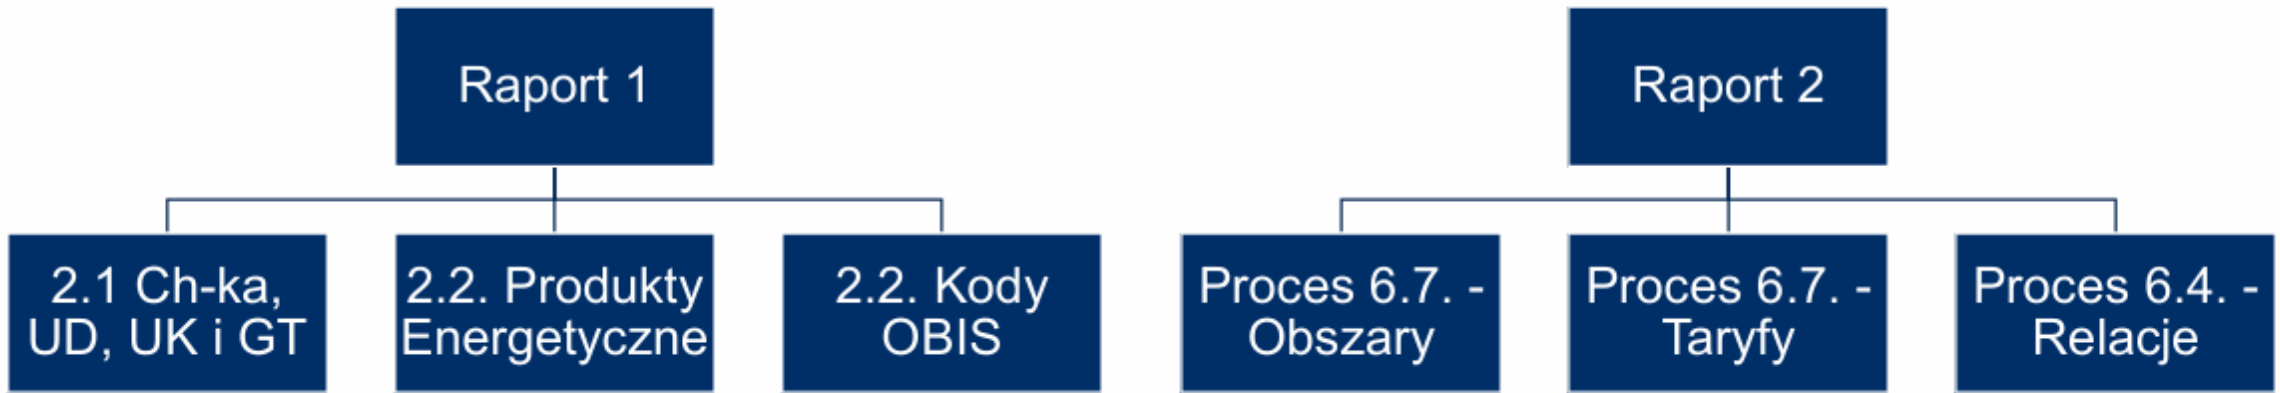 Raport 1
Raport 2
2.1 Ch-ka,
UD, UK i GT
2.2. Produkty
Energetyczne
2.2. Kody
OBIS
Proces 6.7. -
Obszary
Proces 6.7. -
Taryfy
Proces 6.4. -
Relacje